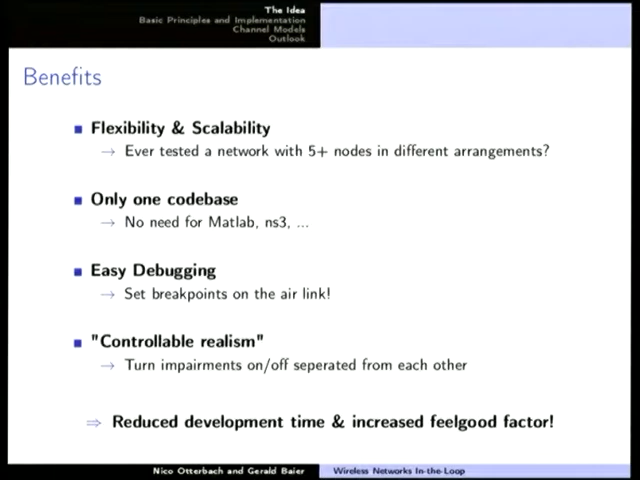 The Idea
Basic Principles and Implementation
Channel Models
Outlook
Benefits
Flexibility & Scalability
→ Ever tested a network with 5+ nodes in different arrangements?
Only one codebase
→ No need for Matlab, ns3, ...
Easy Debugging
→ Set breakpoints on the air link!
"Controllable realism"
→ Turn impairments on/off seperated from each other
⇒ Reduced development time & increased feelgood factor!
Nico Otterbach and Gerald Baier
Wireless Networks In-the-Loop